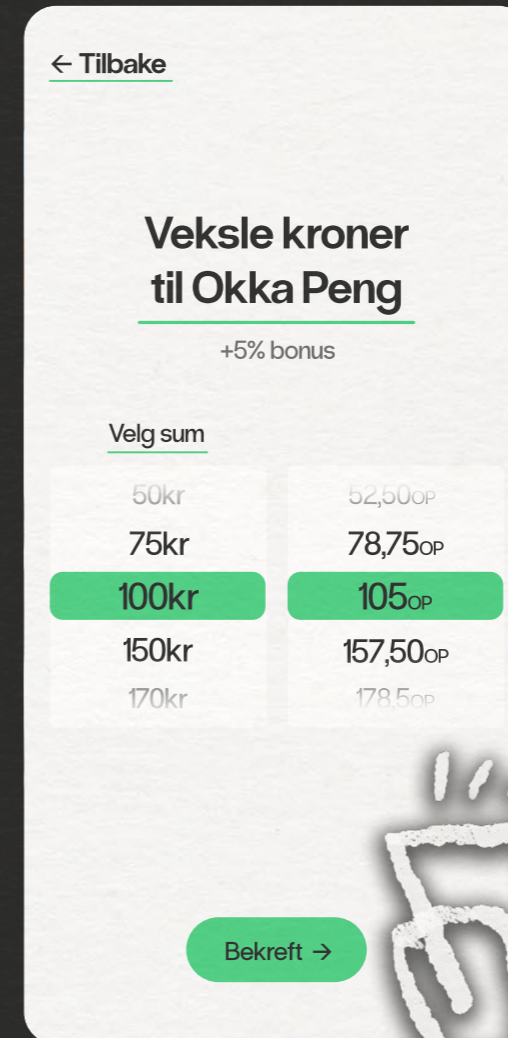 ← Tilbake
Veksle kroner
til Okka Peng
+5% bonus
Velg sum
50kr 52,50OP
75kr 78,75OP
100kr 105OP
150kr 157,50OP
170kr 178,5OP
Bekreft →